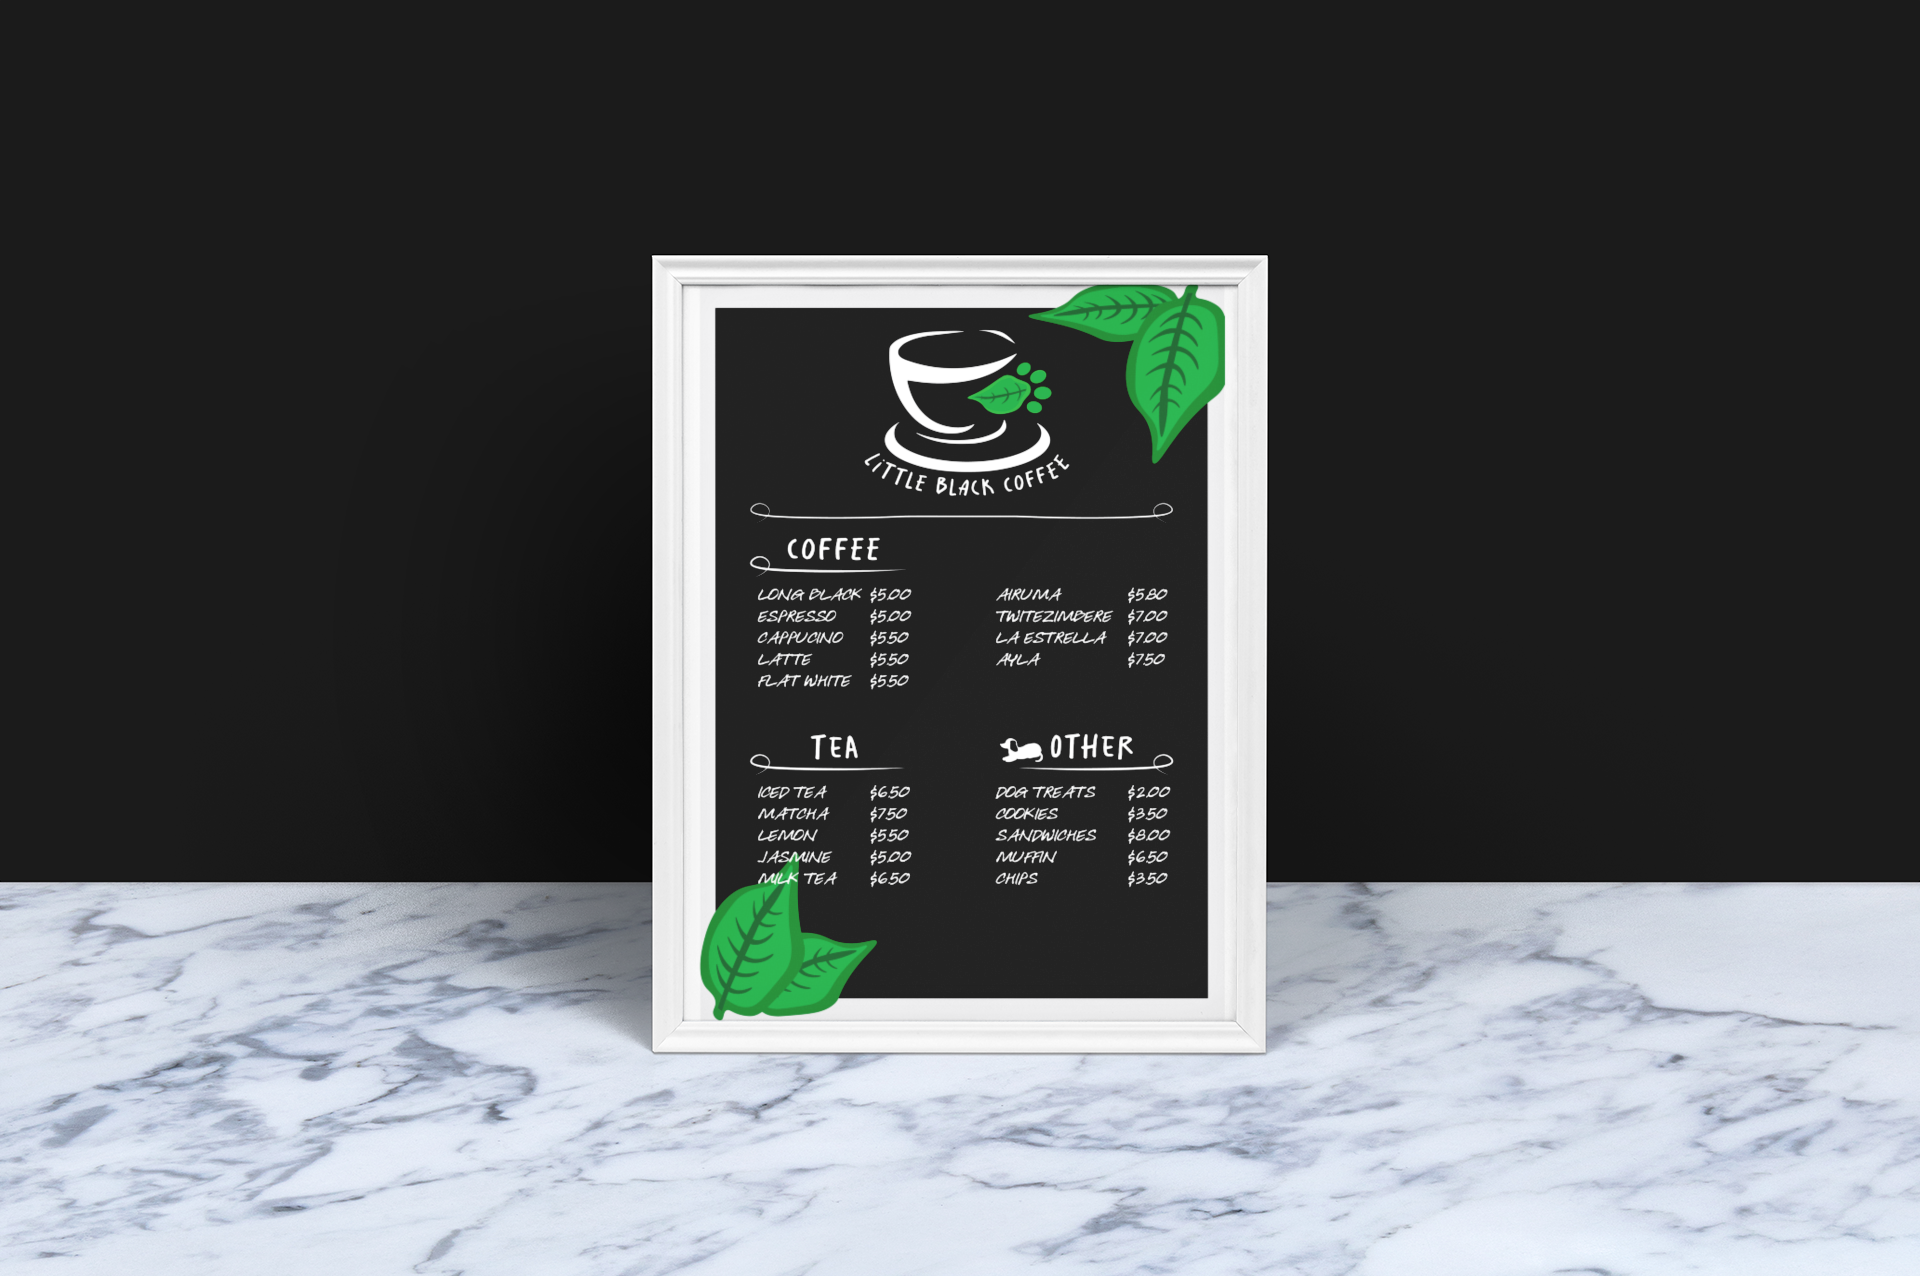 LITTLE BLACK COFFEE
COFFEE
LONG BLACK $5.00
ESPRESSO $5.00
CAPPUCINO $5.50
LATTE $5.50
FLAT WHITE $5.50
AIRUMA $5.80
TWITEZIMBERE $7.00
LA ESTRELLA $7.00
AYLA $7.50
TEA
ICED TEA $6.50
MATCHA $7.50
LEMON $5.50
JASMINE $5.00
MILK TEA $6.50
OTHER
DOG TREATS $2.00
COOKIES $3.50
SANDWICHES $8.00
MUFFIN $6.50
CHIPS $3.50